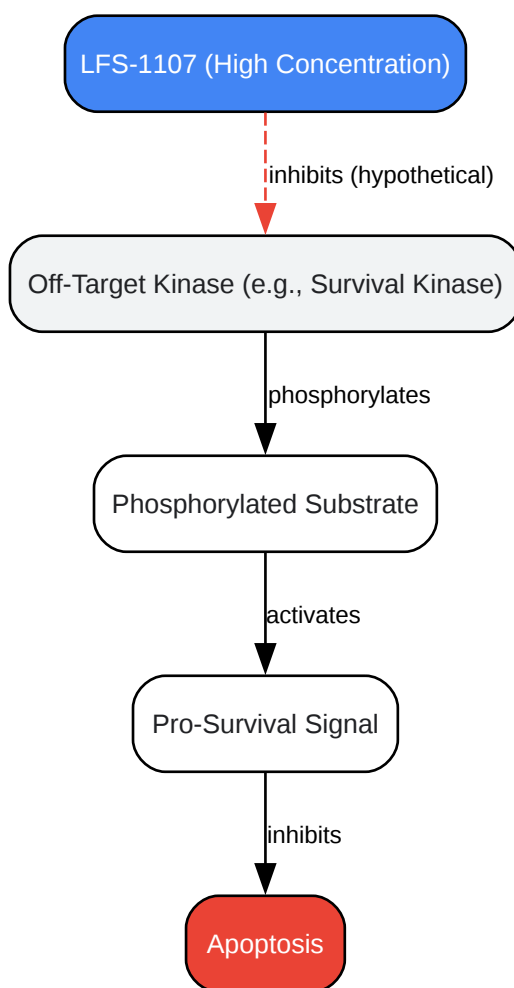 LFS-1107 (High Concentration)
inhibits (hypothetical)
Off-Target Kinase (e.g., Survival Kinase)
phosphorylates
Phosphorylated Substrate
activates
Pro-Survival Signal
inhibits
Apoptosis